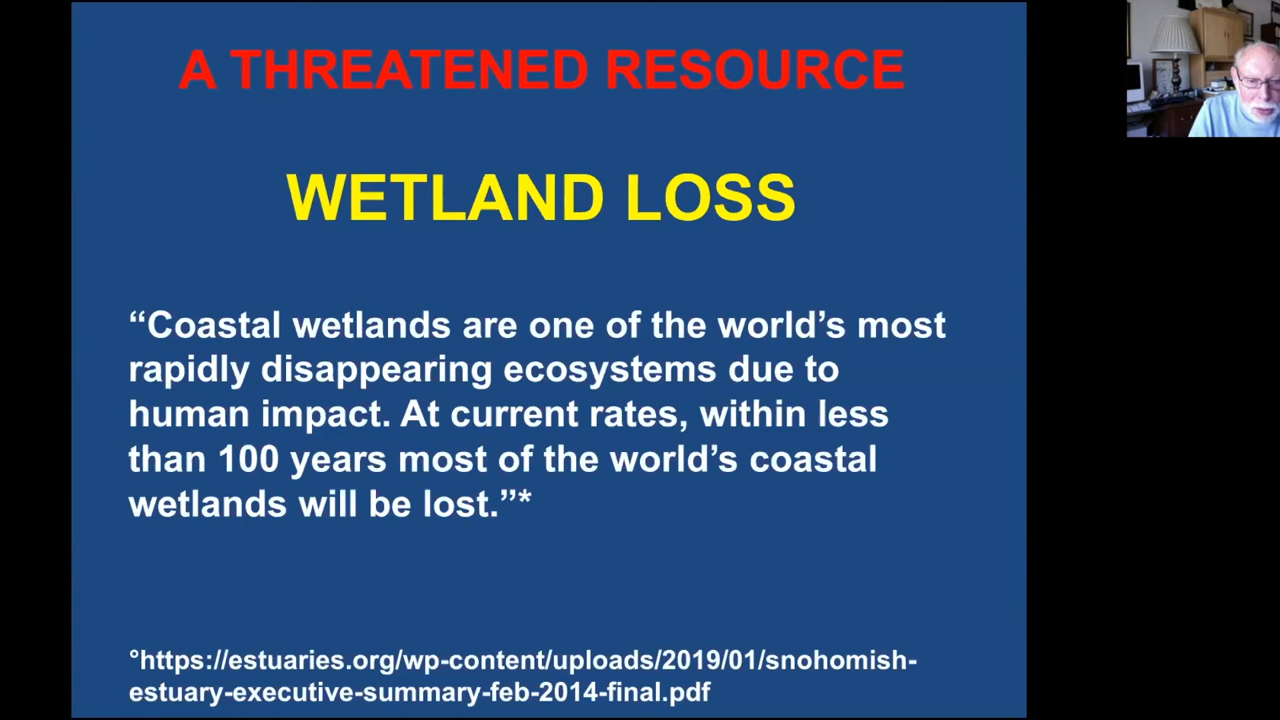 A THREATENED RESOURCE
WETLAND LOSS
“Coastal wetlands are one of the world’s most
rapidly disappearing ecosystems due to
human impact. At current rates, within less
than 100 years most of the world’s coastal
wetlands will be lost.”*
°https://estuaries.org/wp-content/uploads/2019/01/snohomish-
estuary-executive-summary-feb-2014-final.pdf